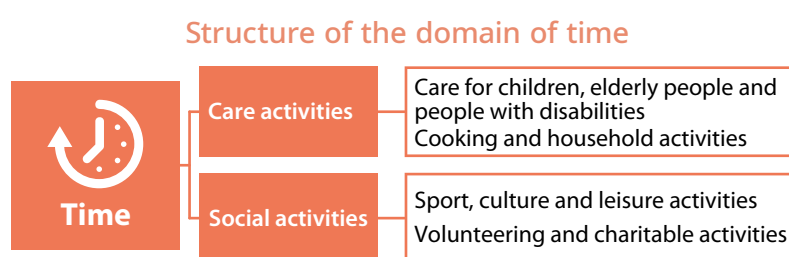 Structure of the domain of time
Time
Care activities
Care for children, elderly people and
people with disabilities
Cooking and household activities
Social activities
Sport, culture and leisure activities
Volunteering and charitable activities